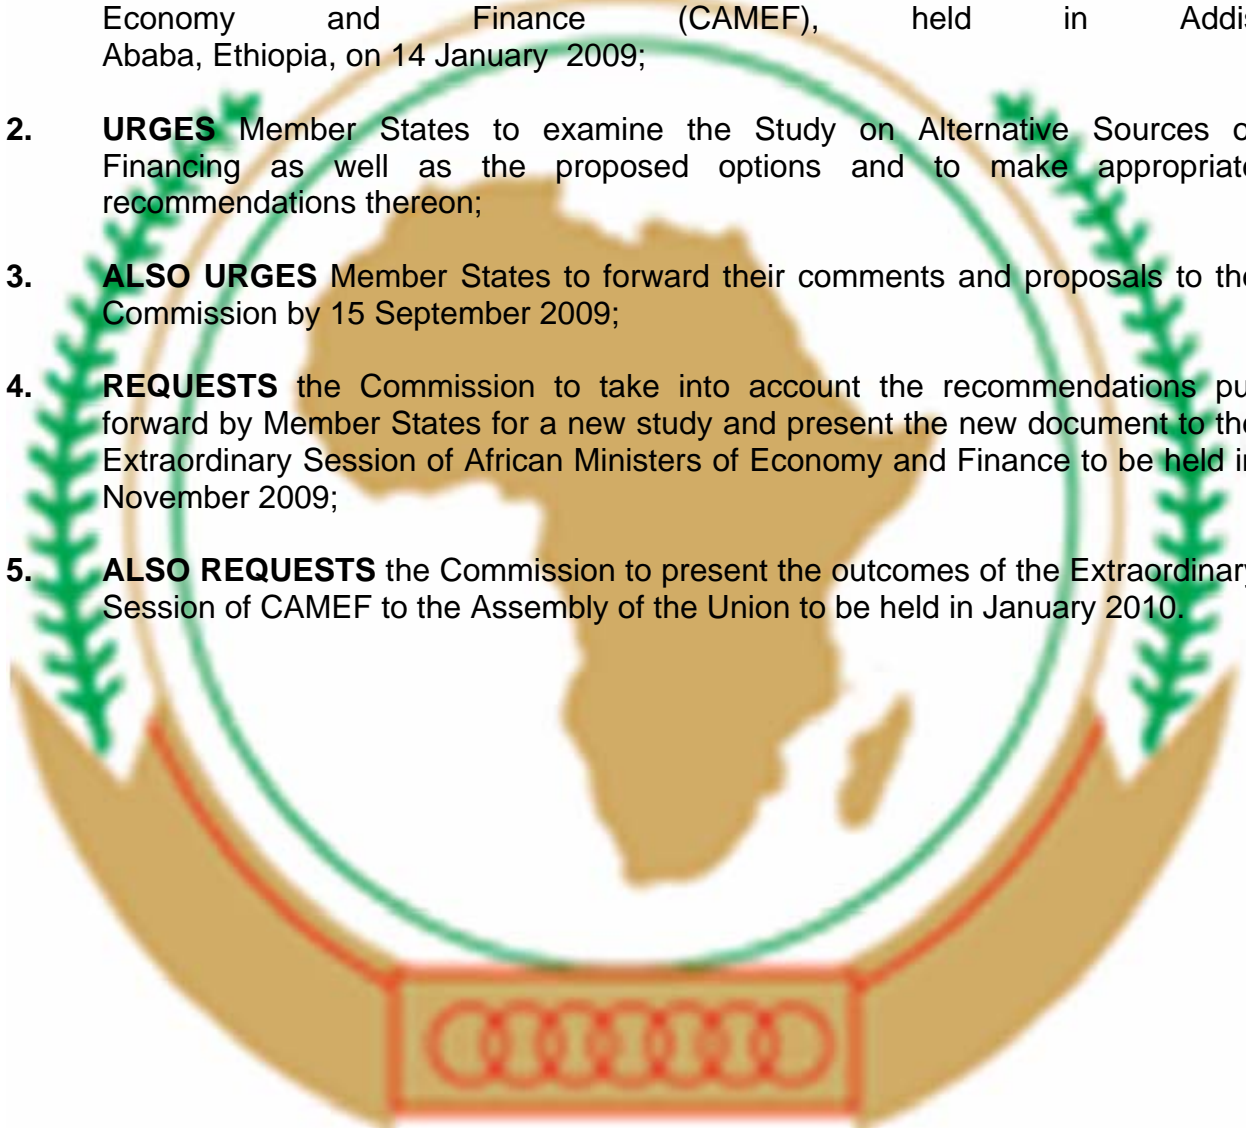 Economy and Finance (CAMEF), held in Addis
Ababa, Ethiopia, on 14 January 2009;
2. URGES Member States to examine the Study on Alternative Sources o
Financing as well as the proposed options and to make appropriate
recommendations thereon;
3. ALSO URGES Member States to forward their comments and proposals to the
Commission by 15 September 2009;
4. REQUESTS the Commission to take into account the recommendations pu
forward by Member States for a new study and present the new document to the
Extraordinary Session of African Ministers of Economy and Finance to be held in
November 2009;
5. ALSO REQUESTS the Commission to present the outcomes of the Extraordinary
Session of CAMEF to the Assembly of the Union to be held in January 2010.